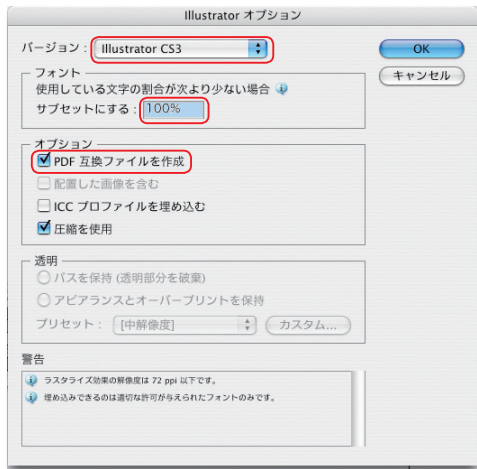 Illustrator オプション
バージョン： Illustrator CS3
OK
キャンセル
フォント
使用している文字の割合が次より少ない場合
サブセットにする： 100%
オプション
PDF 互換ファイルを作成
配置した画像を含む
ICC プロファイルを埋め込む
圧縮を使用
透明
パスを保持 (透明部分を破棄)
アピアランスとオーバープリントを保持
プリセット： [中解像度] カスタム...
警告
ラスタライズ効果の解像度は 72 ppi 以下です。
埋め込みできるのは適切な許可が与えられたフォントのみです。